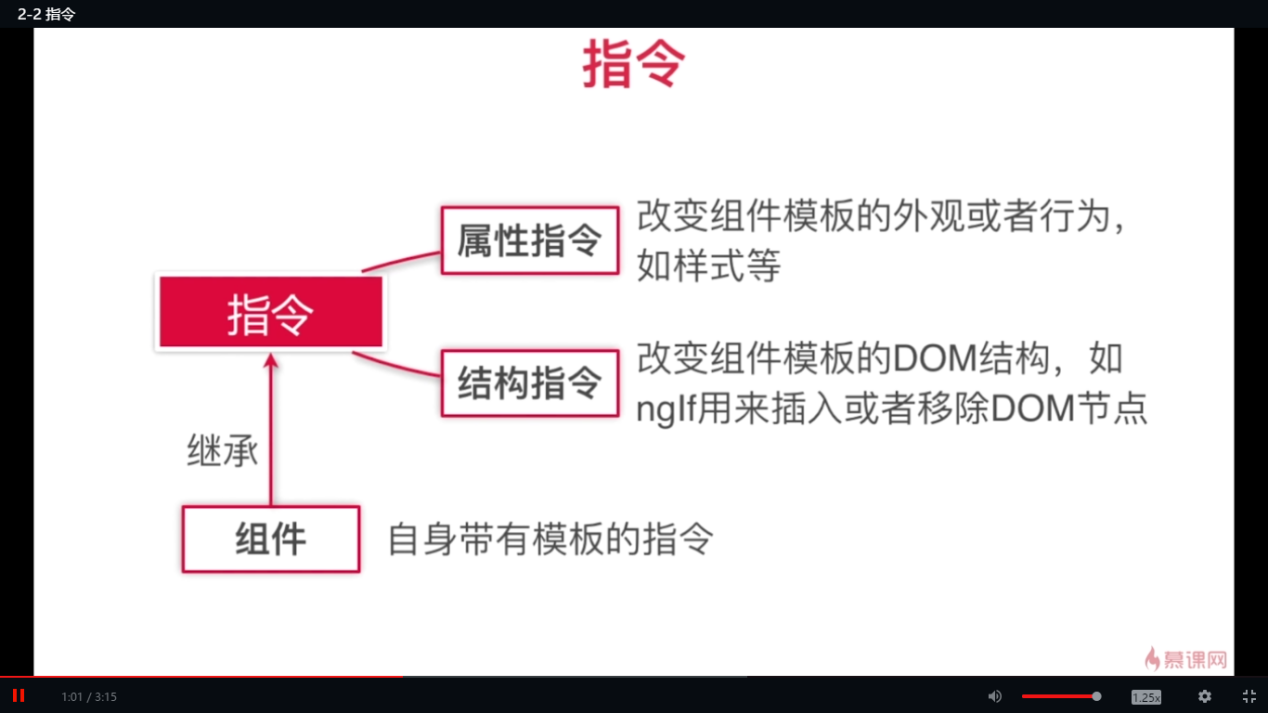 2-2 指令
指令
属性指令
改变组件模板的外观或者行为,
如样式等
指令
结构指令
改变组件模板的DOM结构，如
ngIf用来插入或者移除DOM节点
继承
组件
自身带有模板的指令
慕课网
1:01 / 3:15
1.25x